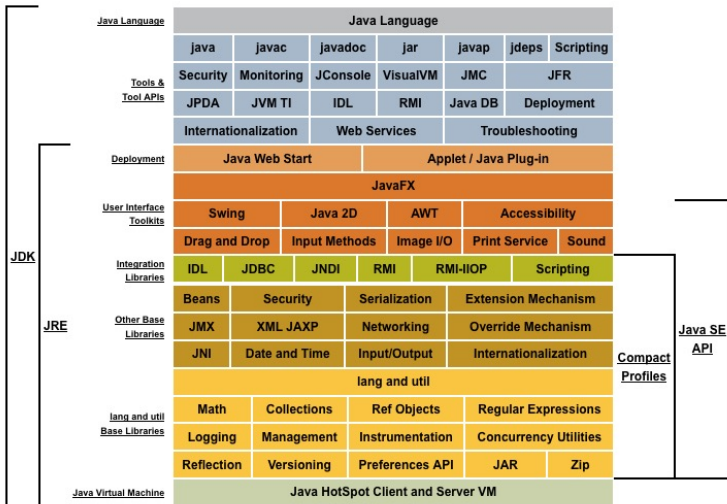 Java Language Java Language
java javac javadoc jar javap jdeps Scripting
Security Monitoring JConsole VisualVM JMC JFR
Tools &
Tool APIs
JPDA JVM TI IDL RMI Java DB Deployment
Internationalization Web Services Troubleshooting
Deployment Java Web Start Applet / Java Plug-in
JavaFX
User Interface
Toolkits
Swing Java 2D AWT Accessibility
Drag and Drop Input Methods Image I/O Print Service Sound
Integration
Libraries
IDL JDBC JNDI RMI RMI-IIOP Scripting
Beans Security Serialization Extension Mechanism
Other Base
Libraries
JMX XML JAXP Networking Override Mechanism
JNI Date and Time Input/Output Internationalization
lang and util
lang and util
Base Libraries
Math Collections Ref Objects Regular Expressions
Logging Management Instrumentation Concurrency Utilities
Reflection Versioning Preferences API JAR Zip
Java Virtual Machine Java HotSpot Client and Server VM
JDK
JRE
Compact
Profiles
Java SE
API